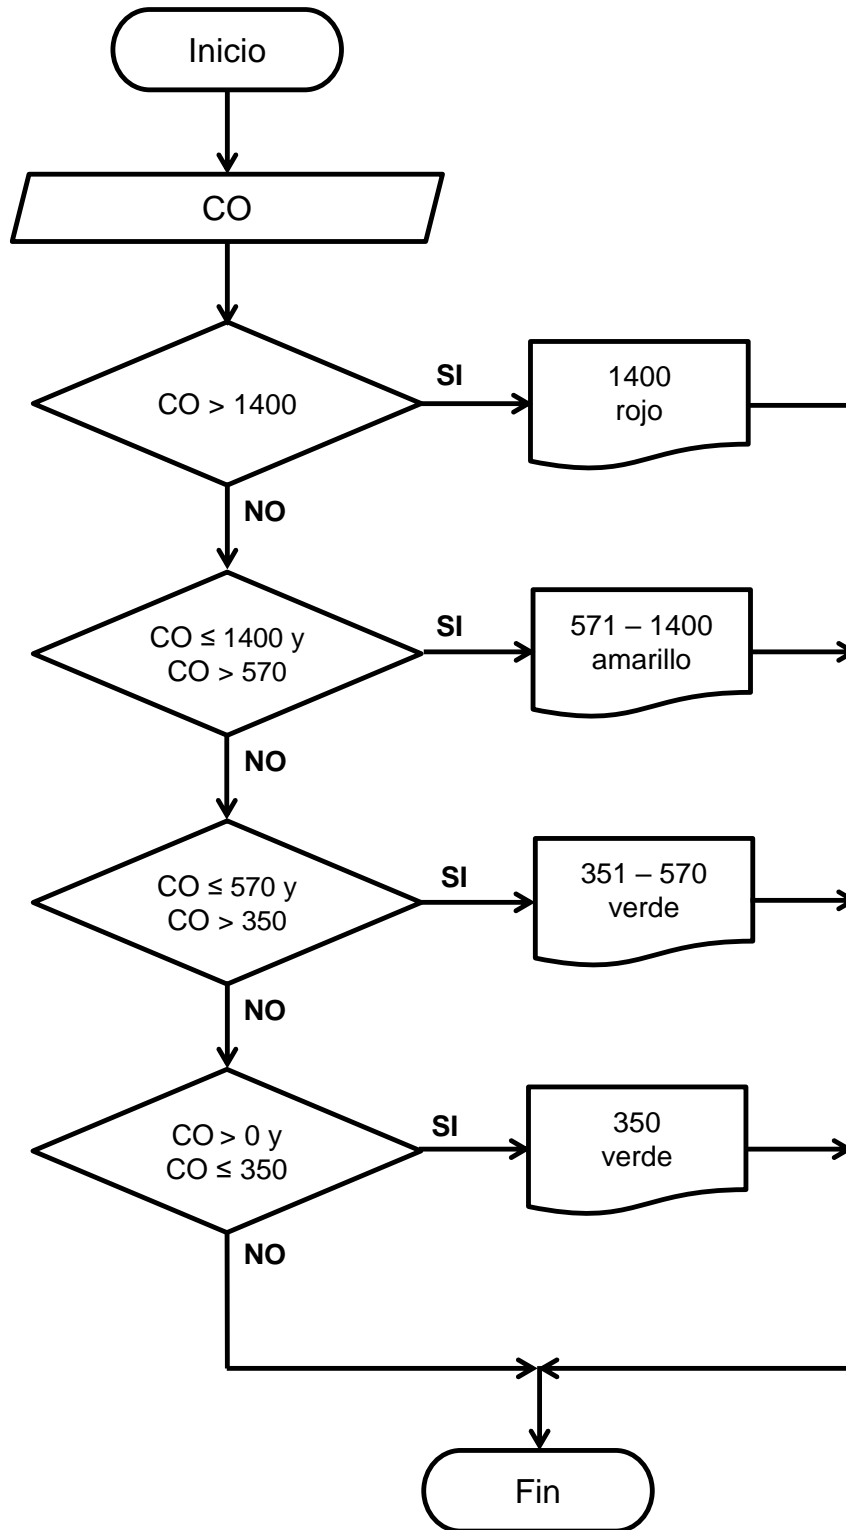 Inicio
CO
CO > 1400
SI
1400
rojo
NO
CO ≤ 1400 y
CO > 570
SI
571 – 1400
amarillo
NO
CO ≤ 570 y
CO > 350
SI
351 – 570
verde
NO
CO > 0 y
CO ≤ 350
SI
350
verde
NO
Fin